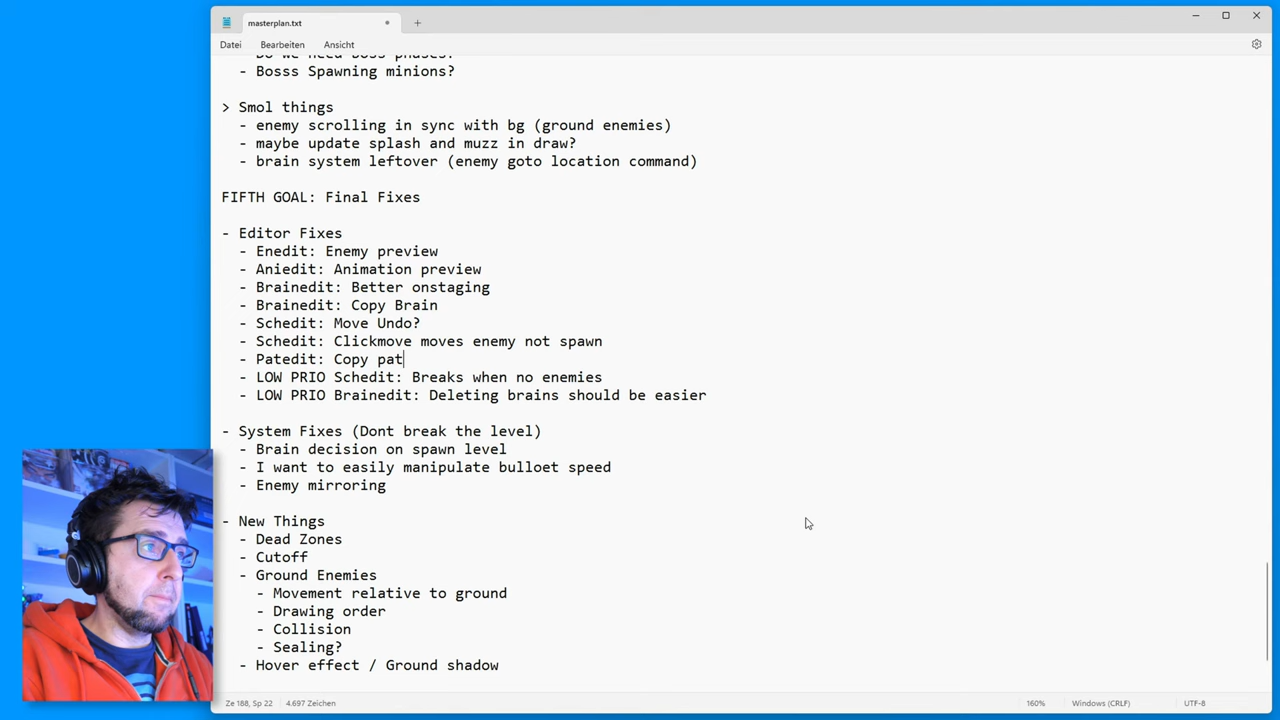 masterplan.txt
Datei Bearbeiten Ansicht
- Do we need boss phases?
- Bosss Spawning minions?
> Smol things
- enemy scrolling in sync with bg (ground enemies)
- maybe update splash and muzz in draw?
- brain system leftover (enemy goto location command)
FIFTH GOAL: Final Fixes
- Editor Fixes
- Enedit: Enemy preview
- Aniedit: Animation preview
- Brainedit: Better onstaging
- Brainedit: Copy Brain
- Schedit: Move Undo?
- Schedit: Clickmove moves enemy not spawn
- Patedit: Copy pat
- LOW PRIO Schedit: Breaks when no enemies
- LOW PRIO Brainedit: Deleting brains should be easier
- System Fixes (Dont break the level)
- Brain decision on spawn level
- I want to easily manipulate bulloet speed
- Enemy mirroring
- New Things
- Dead Zones
- Cutoff
- Ground Enemies
- Movement relative to ground
- Drawing order
- Collision
- Sealing?
- Hover effect / Ground shadow
Ze 188, Sp 22 4.697 Zeichen 160% Windows (CRLF) UTF-8